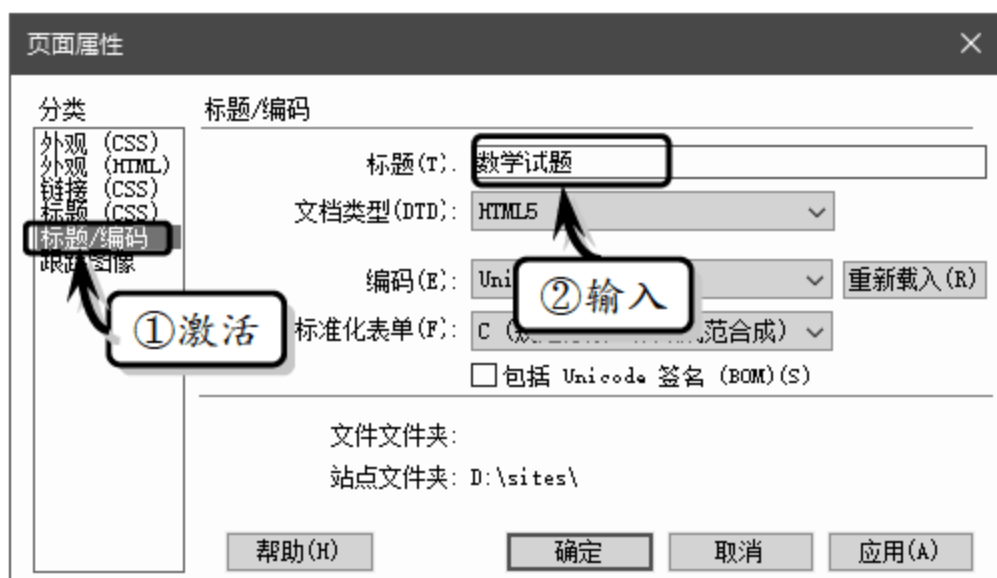 页面属性
分类
标题/编码
外观 (CSS)
外观 (HTML)
链接 (CSS)
标题 (CSS)
标题/编码
跟踪图像
标题(T):
数学试题
文档类型(DTD):
HTML5
编码(E):
Uni
重新载入(R)
①激活
②输入
标准化表单(F):
C ( 范合成)
包括 Unicode 签名 (BOM)(S)
文件文件夹:
站点文件夹: D:\sites\
帮助(H)
确定
取消
应用(A)